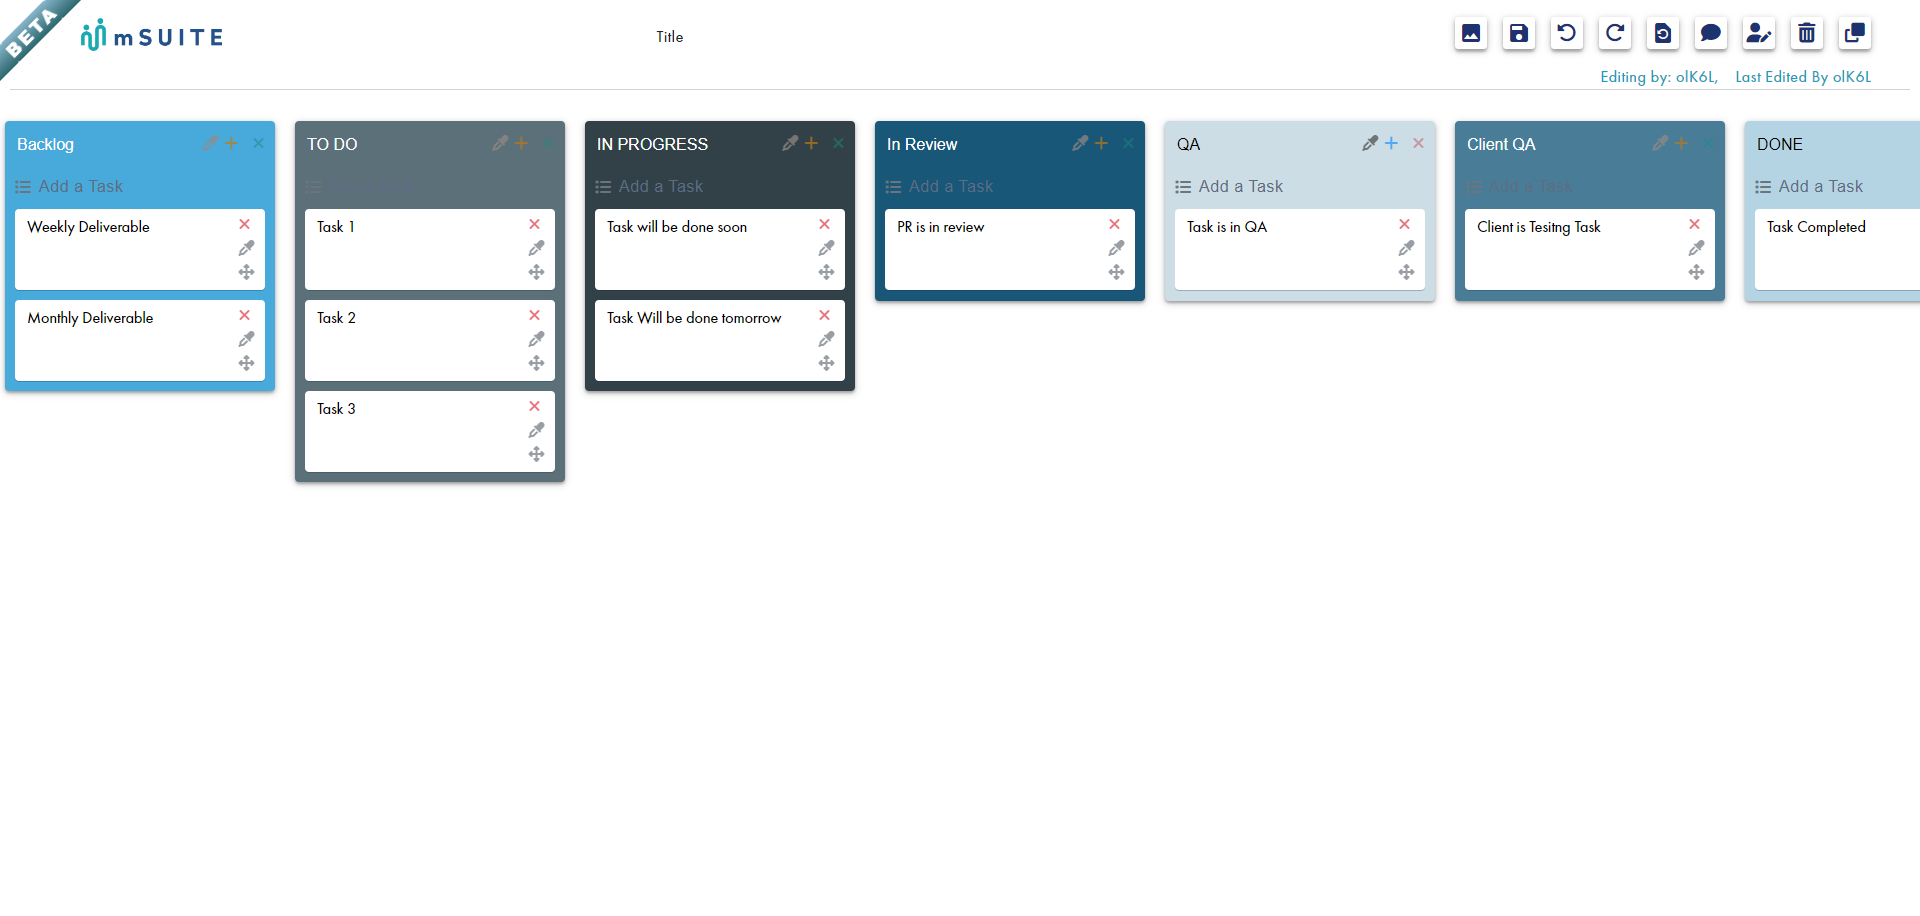 BETA
mSUITE
Title
Editing by: olK6L, Last Edited By olK6L
Backlog
Add a Task
Weekly Deliverable
Monthly Deliverable
TO DO
Task 1
Task 2
Task 3
IN PROGRESS
Add a Task
Task will be done soon
Task Will be done tomorrow
In Review
Add a Task
PR is in review
QA
Add a Task
Task is in QA
Client QA
Add a Task
Client is Tesitng Task
DONE
Add a Task
Task Completed